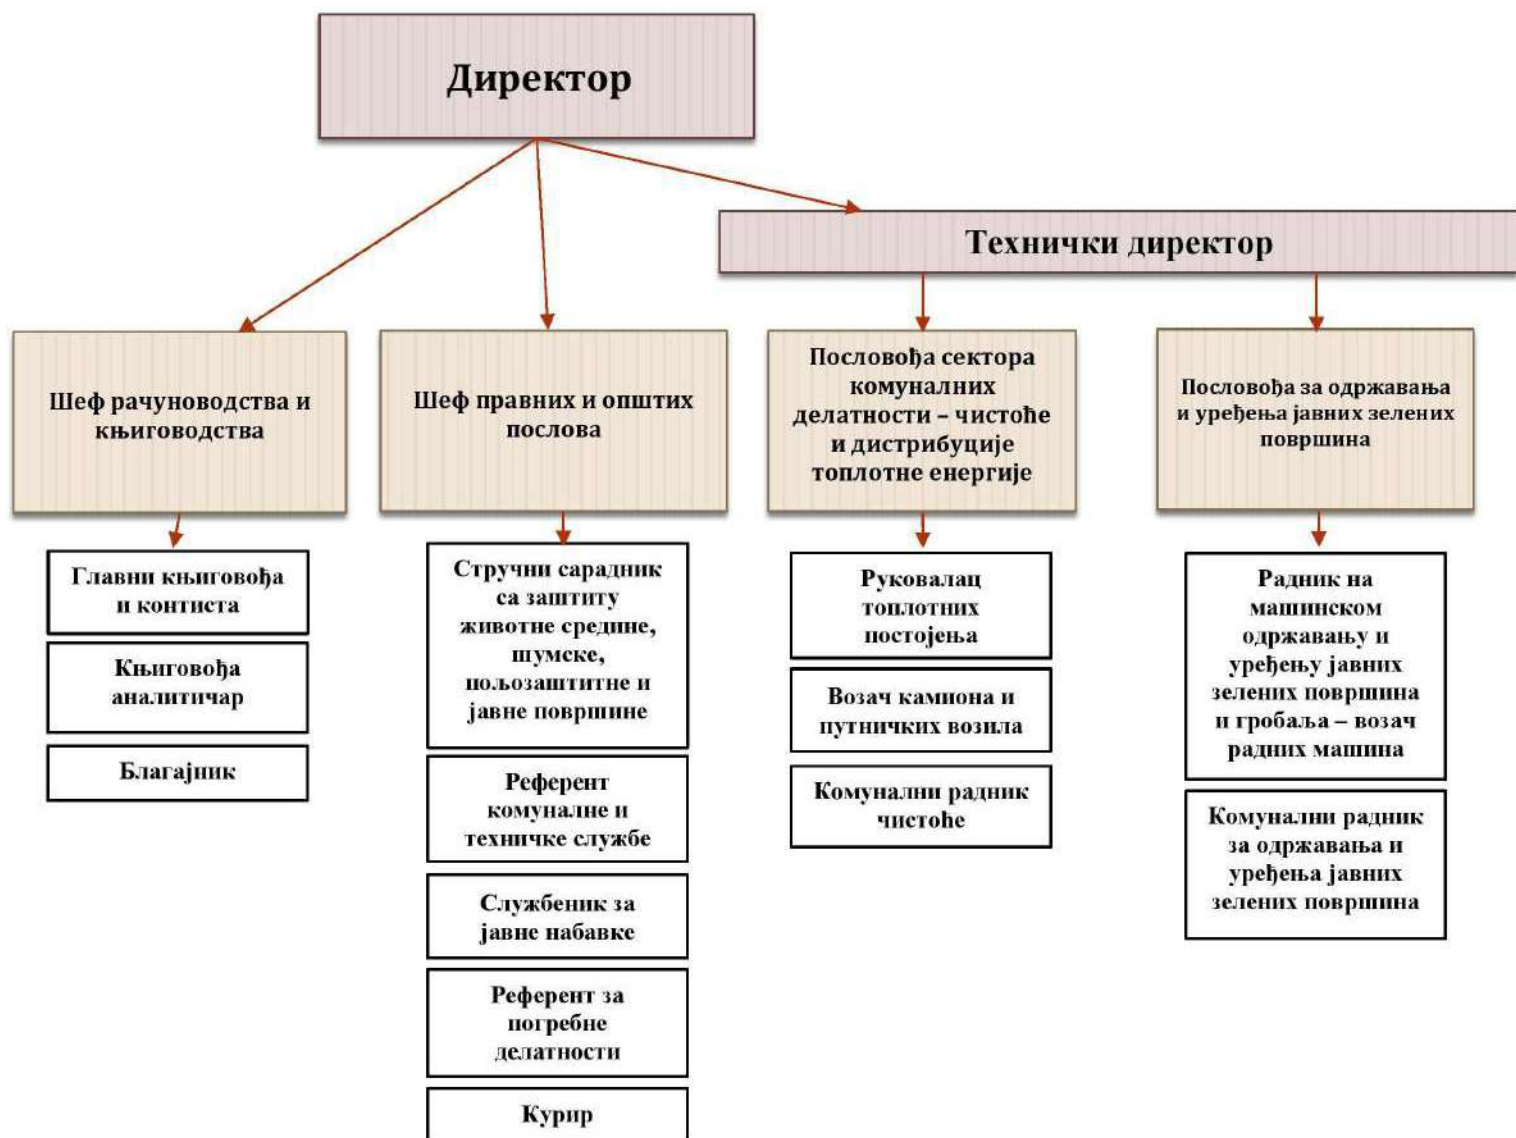 Директор
Технички директор
Шеф рачуноводства и
књиговодства
Шеф правних и општих
послова
Пословођа сектора
комуналних
делатности – чистоће
и дистрибуције
топлотне енергије
Пословођа за одржавања
и уређења јавних зелених
површина
Главни књиговођа
и контиста
Књиговођа
аналитичар
Благајник
Стручни сарадник
са заштиту
животне средине,
шумске,
пољозаштитне и
јавне површине
Референт
комуналне и
техничке службе
Службеник за
јавне набавке
Референт за
погребне
делатности
Курир
Руковалац
топлотних
постојења
Возач камиона и
путничких возила
Комунални радник
чистоће
Радник на
машинском
одржавању и
уређењу јавних
зелених површина
и гробаља – возач
радних машина
Комунални радник
за одржавања и
уређења јавних
зелених површина